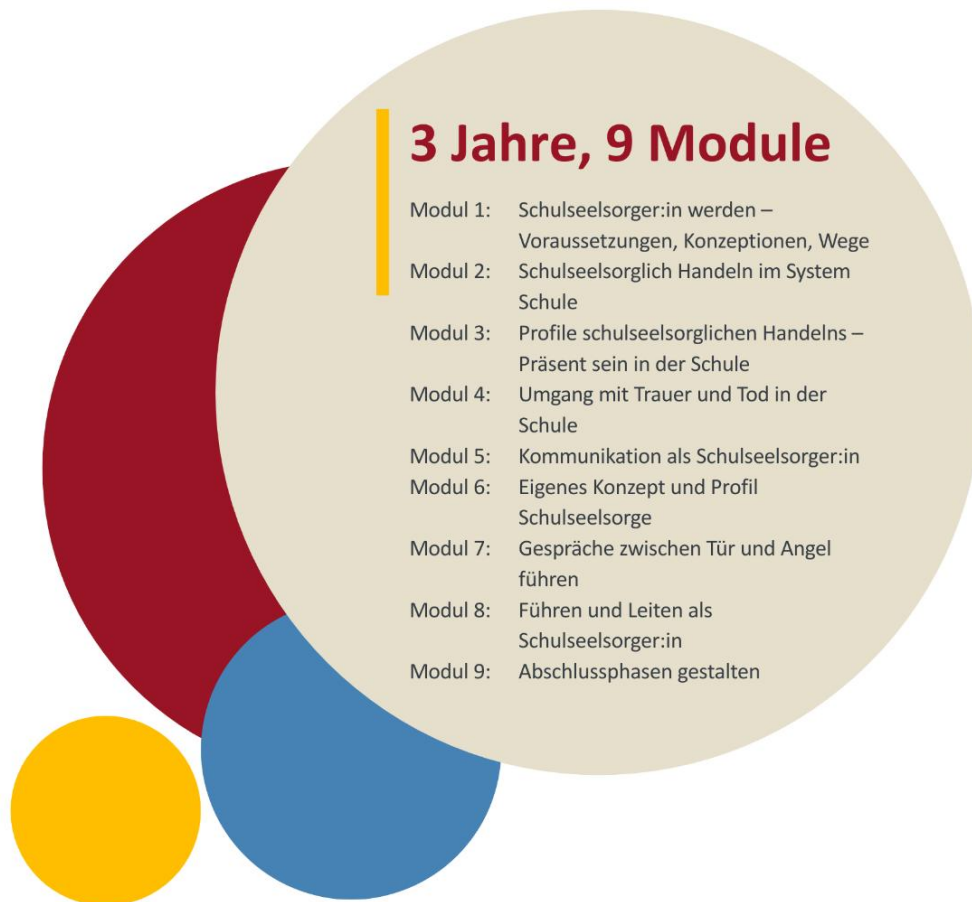 3 Jahre, 9 Module
Modul 1: Schulseelsorger:in werden –
Voraussetzungen, Konzeptionen, Wege
Modul 2: Schulseelsorglich Handeln im System
Schule
Modul 3: Profile schulseelsorglichen Handelns –
Präsent sein in der Schule
Modul 4: Umgang mit Trauer und Tod in der
Schule
Modul 5: Kommunikation als Schulseelsorger:in
Modul 6: Eigenes Konzept und Profil
Schulseelsorge
Modul 7: Gespräche zwischen Tür und Angel
führen
Modul 8: Führen und Leiten als
Schulseelsorger:in
Modul 9: Abschlussphasen gestalten